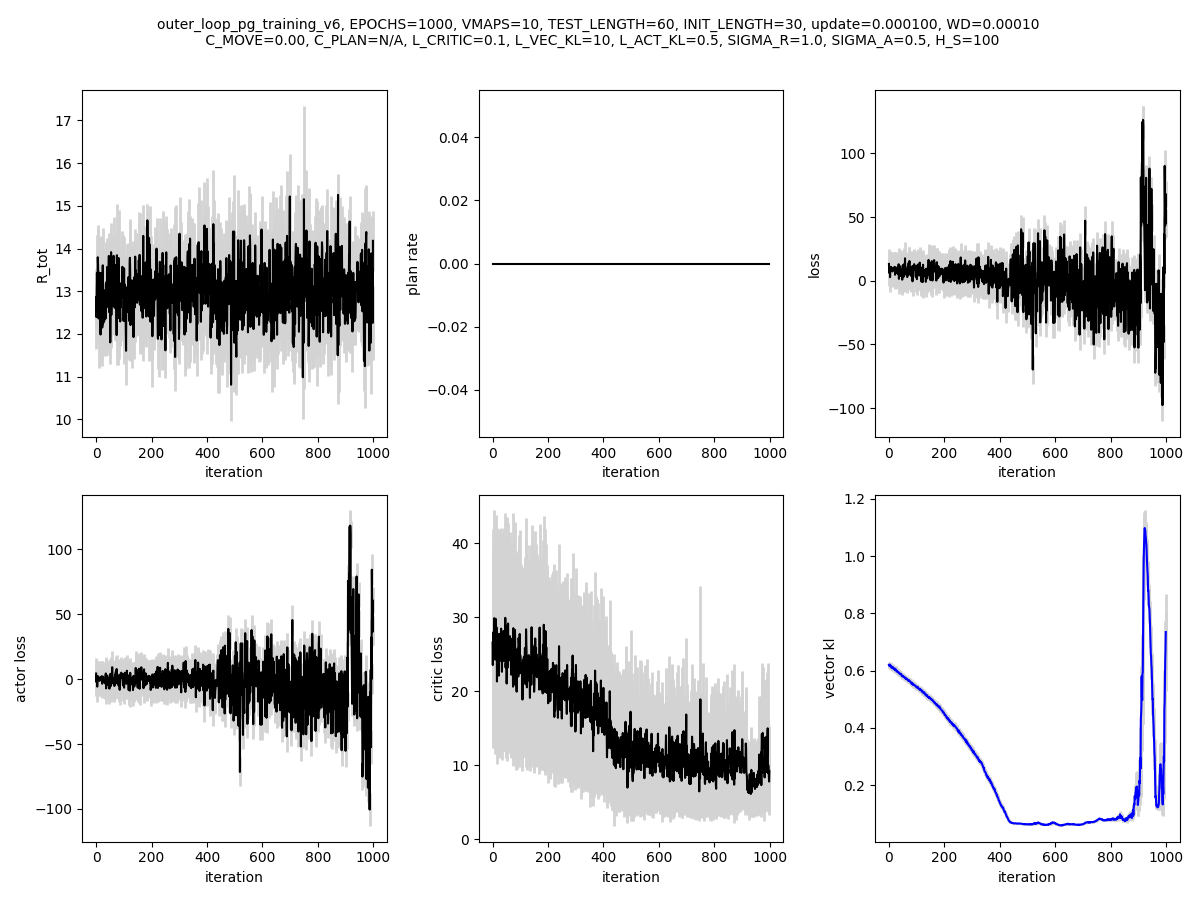 outer_loop_pg_training_v6, EPOCHS=1000, VMAPS=10, TEST_LENGTH=60, INIT_LENGTH=30, update=0.000100, WD=0.00010
C_MOVE=0.00, C_PLAN=N/A, L_CRITIC=0.1, L_VEC_KL=10, L_ACT_KL=0.5, SIGMA_R=1.0, SIGMA_A=0.5, H_S=100
R_tot
17
16
15
14
13
12
11
10
0 200 400 600 800 1000
iteration
plan rate
0.04
0.02
0.00
−0.02
−0.04
0 200 400 600 800 1000
iteration
loss
100
50
0
−50
−100
0 200 400 600 800 1000
iteration
actor loss
100
50
0
−50
−100
0 200 400 600 800 1000
iteration
critic loss
40
30
20
10
0
0 200 400 600 800 1000
iteration
vector kl
1.2
1.0
0.8
0.6
0.4
0.2
0 200 400 600 800 1000
iteration